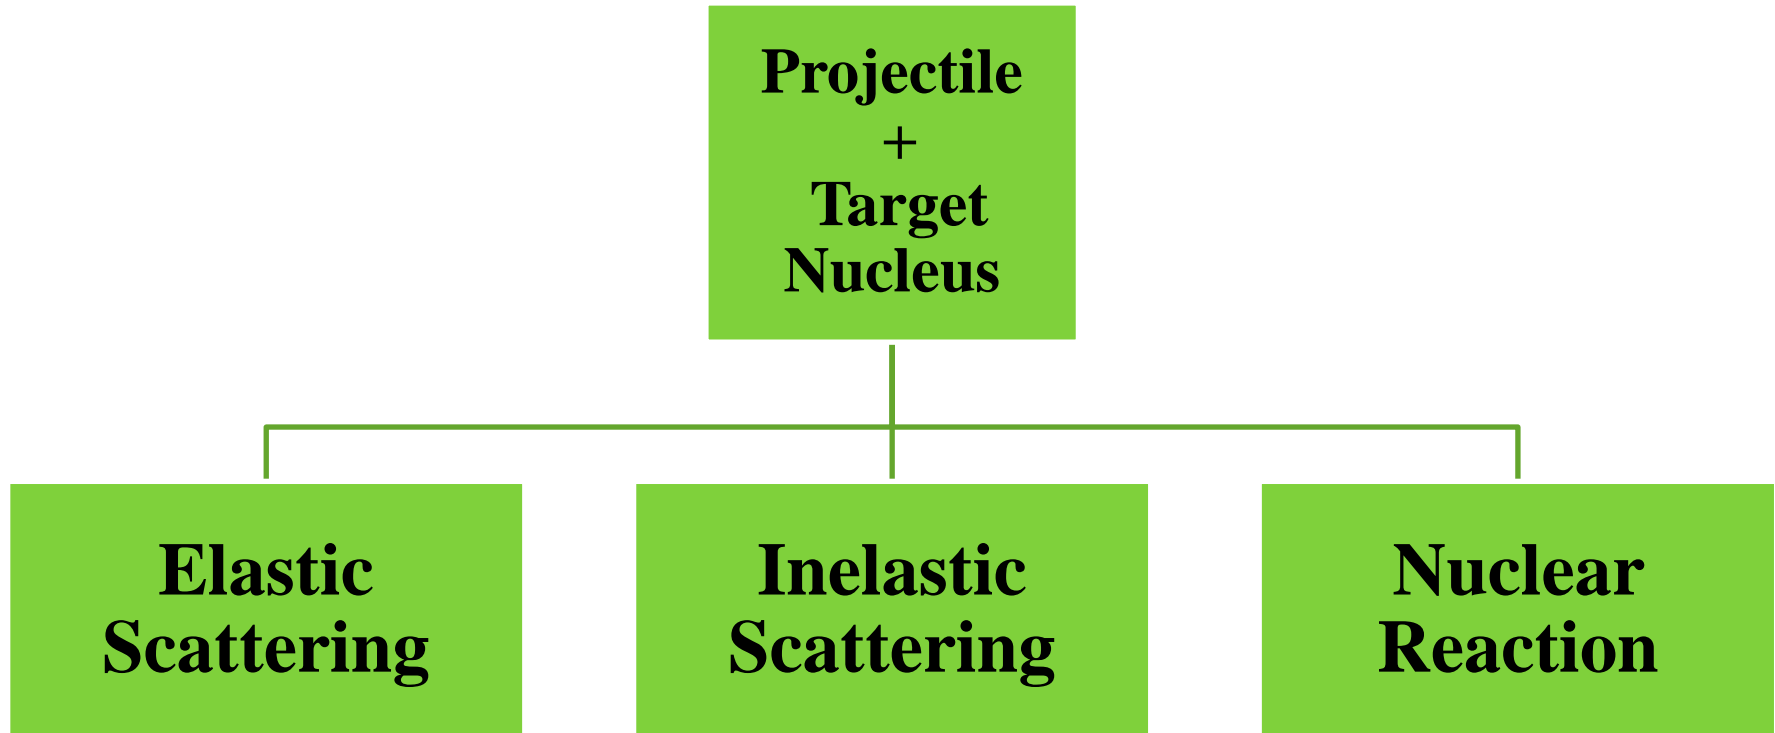 Projectile
+
Target
Nucleus
Elastic
Scattering
Inelastic
Scattering
Nuclear
Reaction